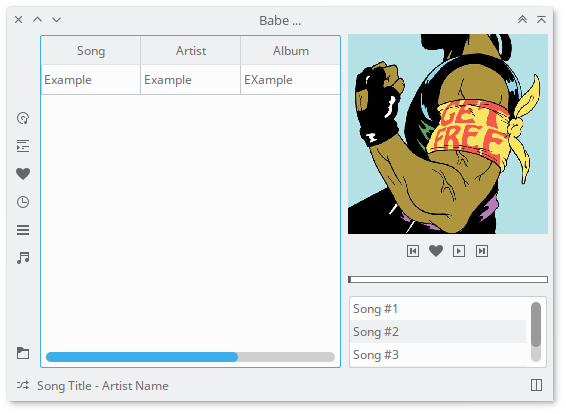 Babe ...
Song Artist Album
Example Example EXample
GET
FREE
Song #1
Song #2
Song #3
Song Title - Artist Name